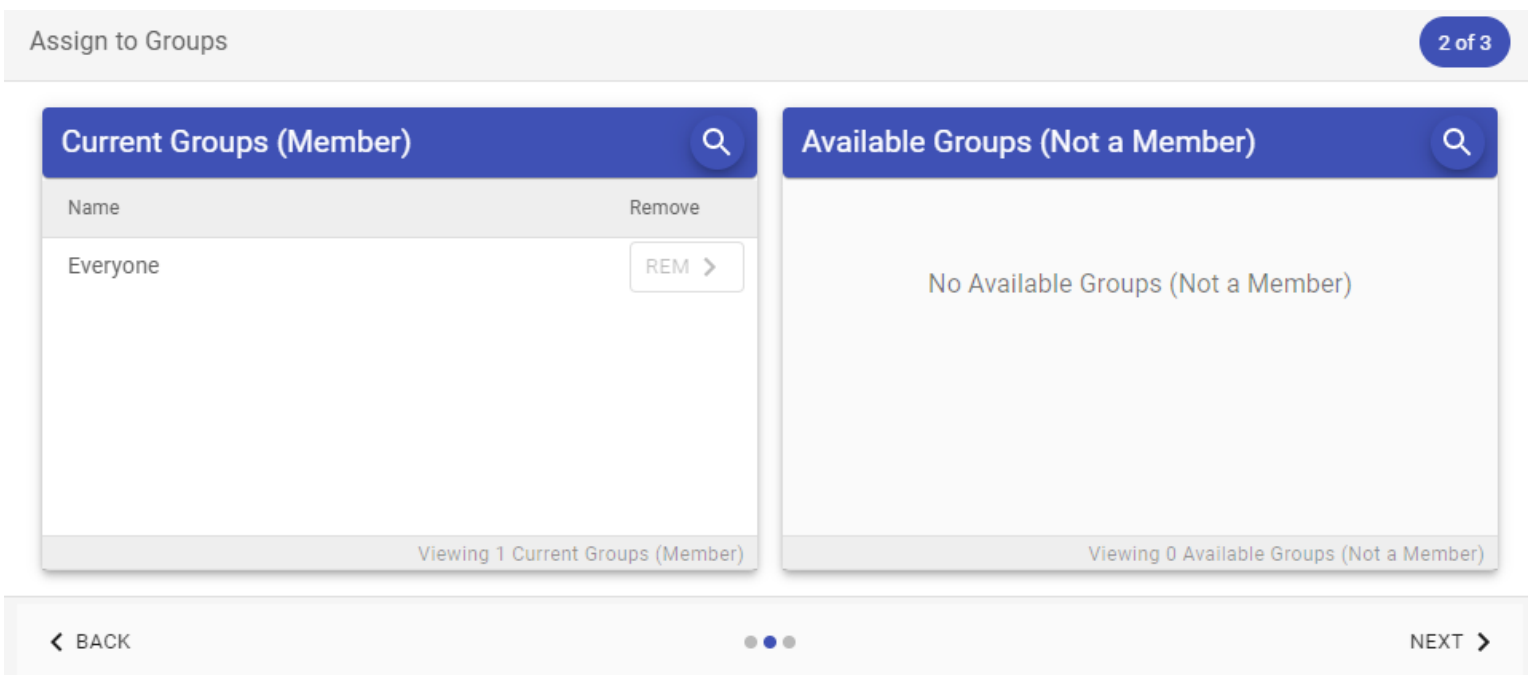 Assign to Groups
2 of 3
Current Groups (Member)
Name Remove
Everyone REM
Viewing 1 Current Groups (Member)
Available Groups (Not a Member)
No Available Groups (Not a Member)
Viewing 0 Available Groups (Not a Member)
BACK
NEXT